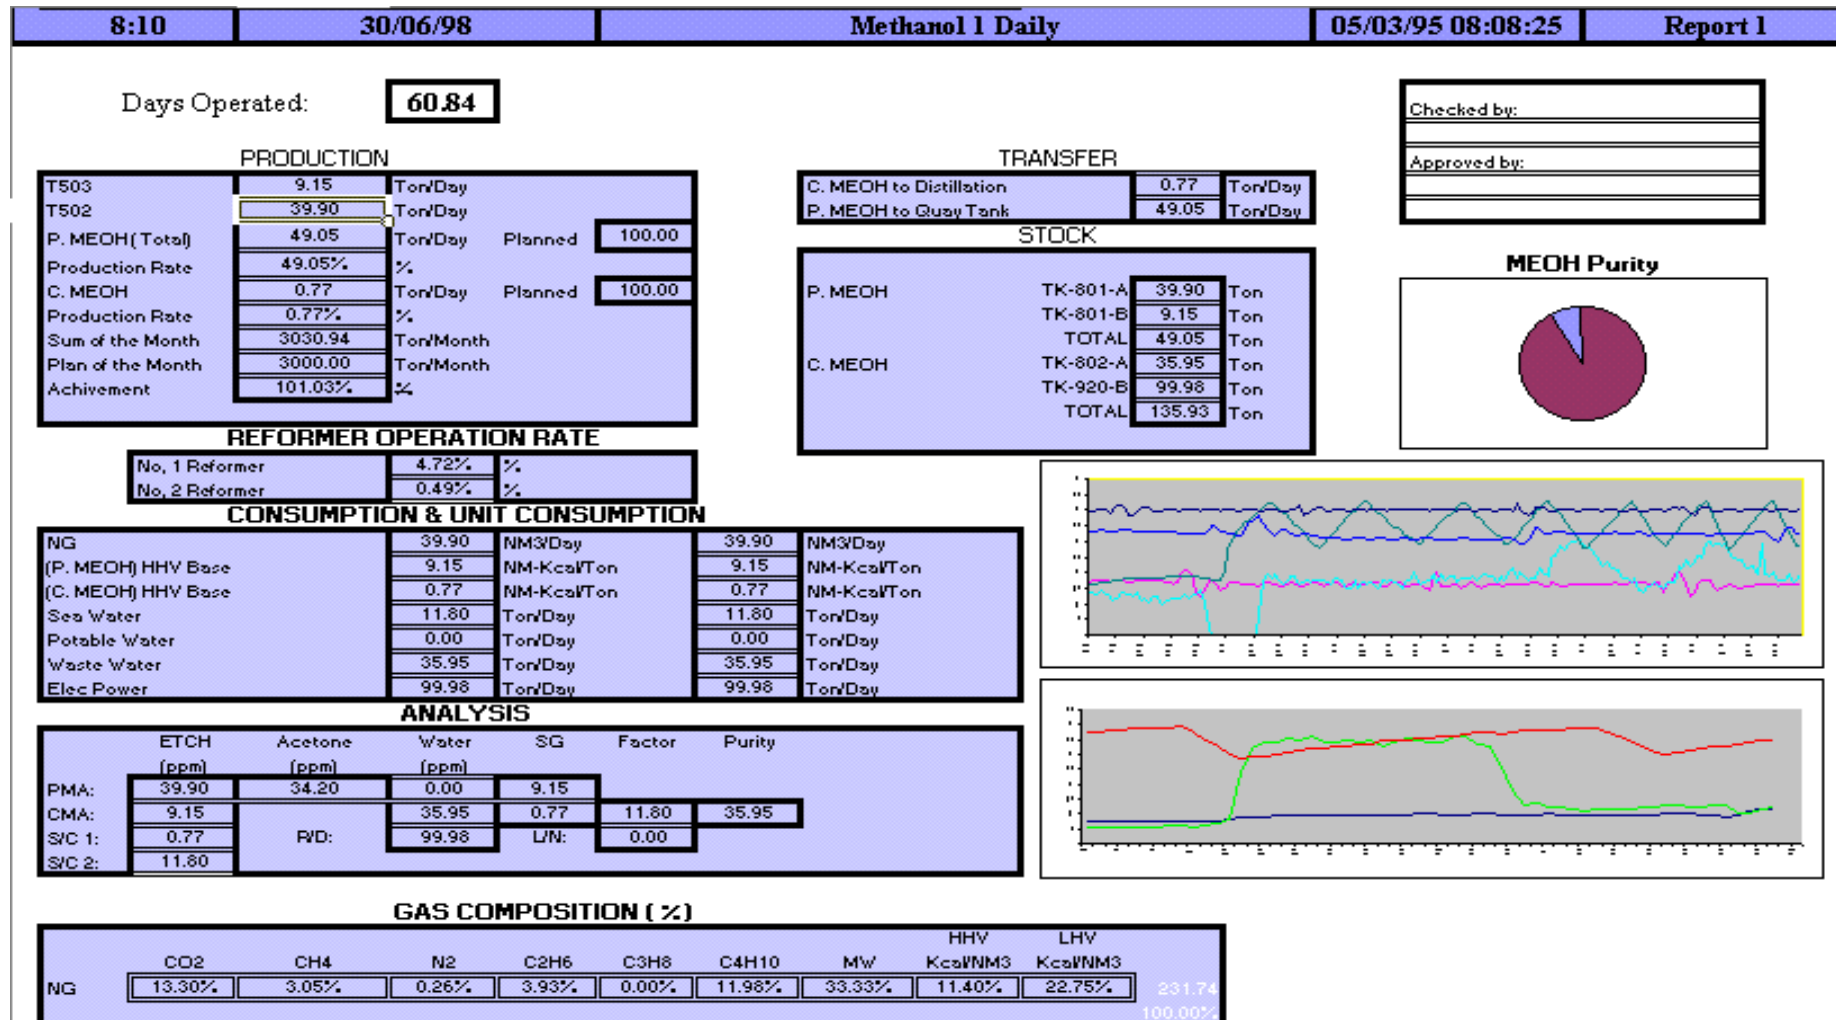 8:10 30/06/98 Methanol 1 Daily 05/03/95 08:08:25 Report 1
Days Operated: 60.84
Checked by:
Approved by:
PRODUCTION
T503 9.15 Ton/Day
T502 39.90 Ton/Day
P. MEOH ( Total) 49.05 Ton/Day Planned 100.00
Production Rate 49.05% %
C. MEOH 0.77 Ton/Day Planned 100.00
Production Rate 0.77% %
Sum of the Month 3030.94 Ton/Month
Plan of the Month 3000.00 Ton/Month
Achivement 101.03% %
TRANSFER
C. MEOH to Distillation 0.77 Ton/Day
P. MEOH to Quay Tank 49.05 Ton/Day
STOCK
P. MEOH TK-801-A 39.90 Ton
TK-801-B 9.15 Ton
TOTAL 49.05 Ton
C. MEOH TK-802-A 35.95 Ton
TK-920-B 99.98 Ton
TOTAL 135.93 Ton
MEOH Purity
REFORMER OPERATION RATE
No, 1 Reformer 4.72% %
No, 2 Reformer 0.49% %
CONSUMPTION & UNIT CONSUMPTION
NG 39.90 NM3/Day 39.90 NM3/Day
(P. MEOH) HHV Base 9.15 NM-Kcal/Ton 9.15 NM-Kcal/Ton
(C. MEOH) HHV Base 0.77 NM-Kcal/Ton 0.77 NM-Kcal/Ton
Sea Water 11.80 Ton/Day 11.80 Ton/Day
Potable Water 0.00 Ton/Day 0.00 Ton/Day
Waste Water 35.95 Ton/Day 35.95 Ton/Day
Elec Power 99.98 Ton/Day 99.98 Ton/Day
ANALYSIS
ETCH Acetone Water SG Factor Purity
(ppm) (ppm) (ppm)
PMA: 39.90 34.20 0.00 9.15
CMA: 9.15 35.95 0.77 11.80 35.95
S/C 1: 0.77 R/D: 99.98 L/N: 0.00
S/C 2: 11.80
GAS COMPOSITION ( %)
HHV LHV
CO2 CH4 N2 C2H6 C3H8 C4H10 MW Kcal/NM3 Kcal/NM3
NG 13.30% 3.05% 0.26% 3.93% 0.00% 11.98% 33.33% 11.40% 22.75% 231.74
100.00%